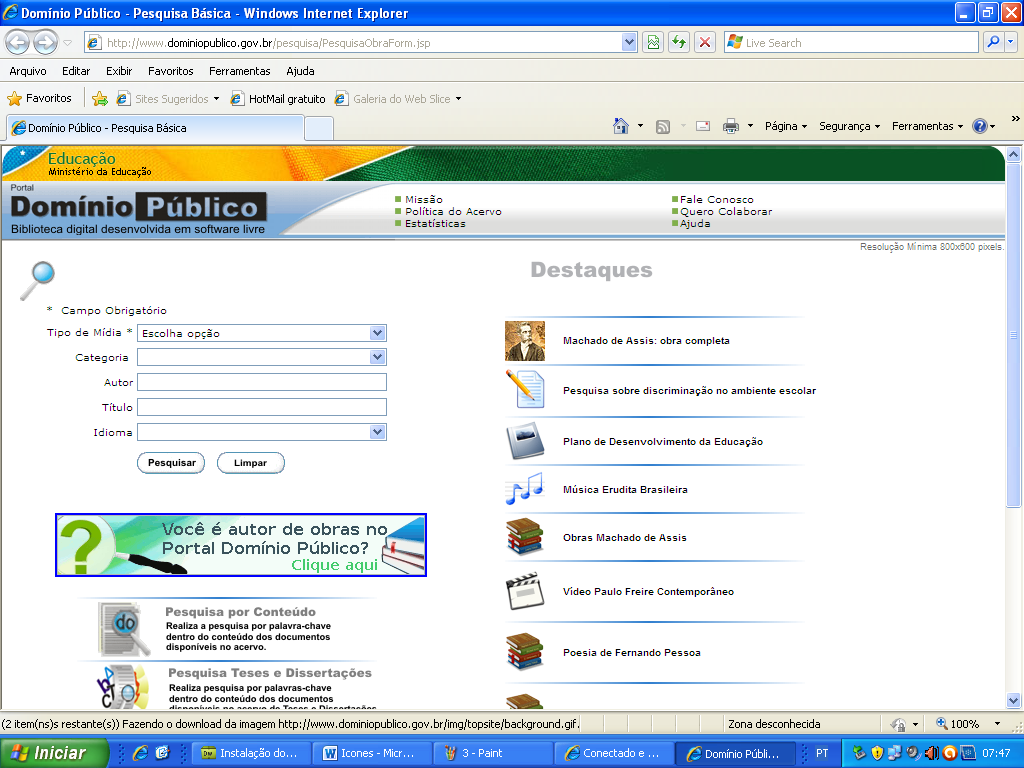 Domínio Público - Pesquisa Básica - Windows Internet Explorer
http://www.dominiopublico.gov.br/pesquisa/PesquisaObraForm.jsp
Live Search
Arquivo Editar Exibir Favoritos Ferramentas Ajuda
Favoritos Sites Sugeridos HotMail gratuito Galeria do Web Slice
Domínio Público - Pesquisa Básica
Página Segurança Ferramentas
Educação
Ministério da Educação
Portal
Domínio Público
Biblioteca digital desenvolvida em software livre
Missão
Política do Acervo
Estatísticas
Fale Conosco
Quero Colaborar
Ajuda
Resolução Mínima 800x600 pixels.
* Campo Obrigatório
Tipo de Mídia * Escolha opção
Categoria
Autor
Título
Idioma
Pesquisar Limpar
Você é autor de obras no
Portal Domínio Público?
Clique aqui
Pesquisa por Conteúdo
Realiza a pesquisa por palavra-chave
dentro do conteúdo dos documentos
disponíveis no acervo.
Pesquisa Teses e Dissertações
Realiza pesquisa por palavras-chave
dentro do conteúdo dos documentos
disponíveis no acervo de Teses e Dissertações
Destaques
Machado de Assis: obra completa
Pesquisa sobre discriminação no ambiente escolar
Plano de Desenvolvimento da Educação
Música Erudita Brasileira
Obras Machado de Assis
Vídeo Paulo Freire Contemporâneo
Poesia de Fernando Pessoa
(2 item(ns)s restante(s)) Fazendo o download da imagem http://www.dominiopublico.gov.br/img/topsite/background.gif.
Zona desconhecida
100%
Iniciar
Instalação do...
Icones - Micr...
3 - Paint
Conectado e ...
Domínio Públi...
PT
07:47